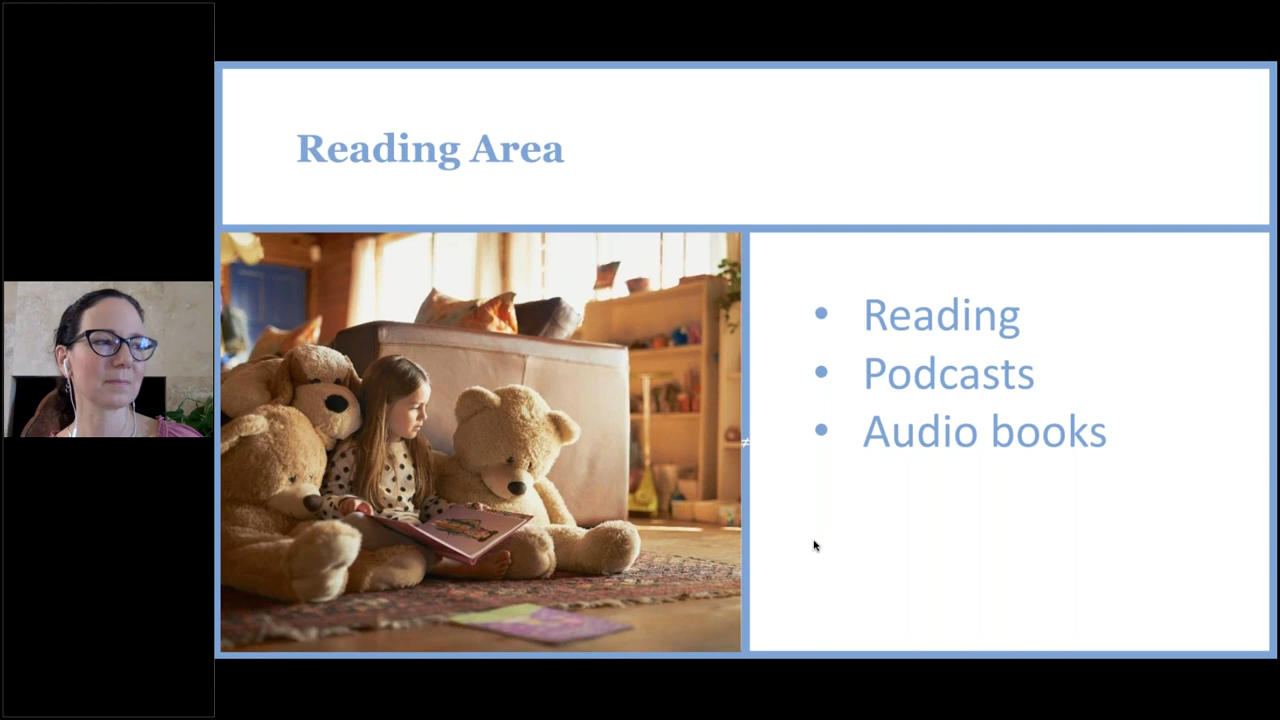 Reading Area
• Reading
• Podcasts
• Audio books